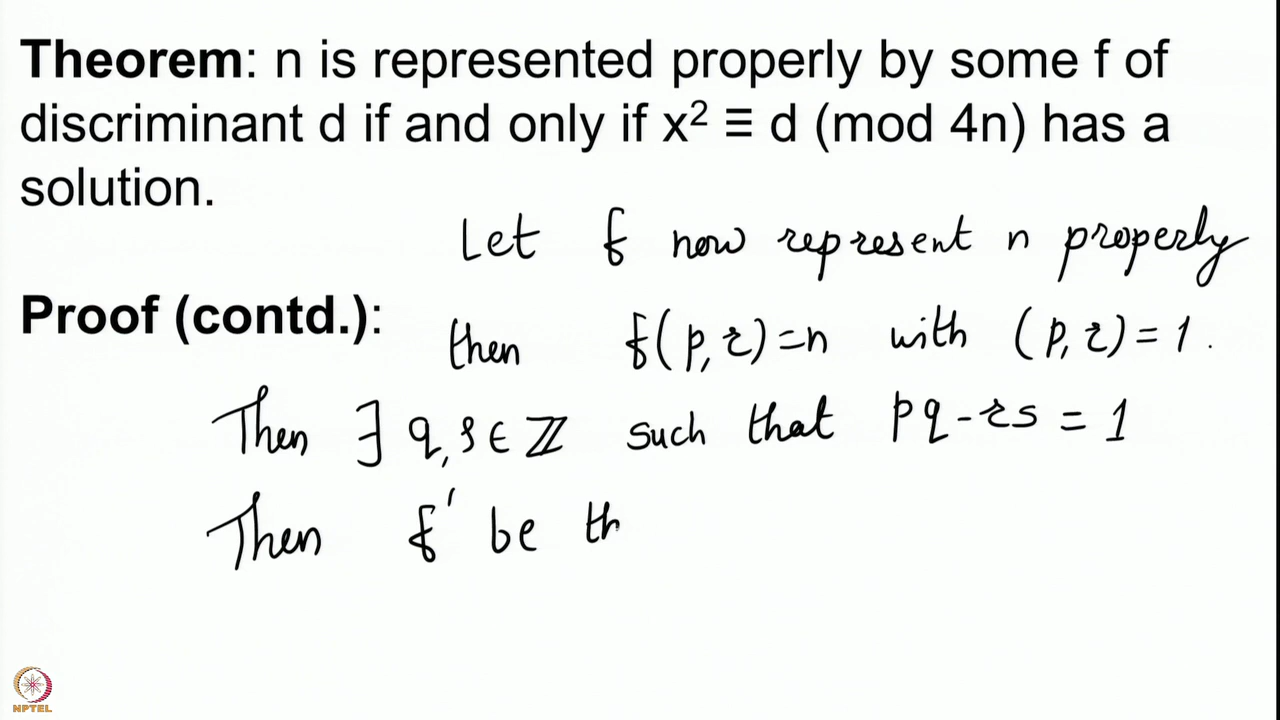 Theorem: n is represented properly by some f of
discriminant d if and only if x² ≡ d (mod 4n) has a
solution.
Let f now represent n properly
Proof (contd.):
then f(p, r) = n with (p, r) = 1.
Then ∃ q, s ∈ ℤ such that pq - rs = 1
Then f' be th
NPTEL